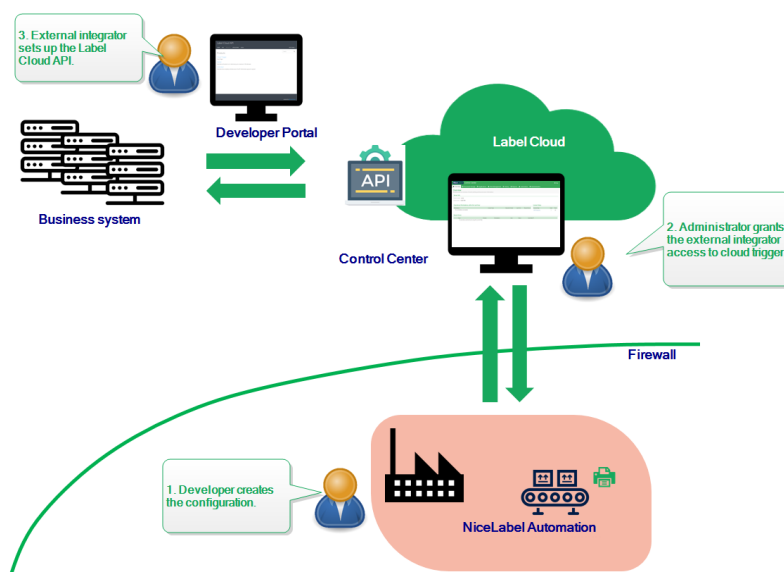 3. External integrator
sets up the Label
Cloud API.
Developer Portal
Label Cloud
API
Business system
2. Administrator grants
the external integrator
access to cloud trigger
Control Center
Firewall
1. Developer creates
the configuration.
NiceLabel Automation